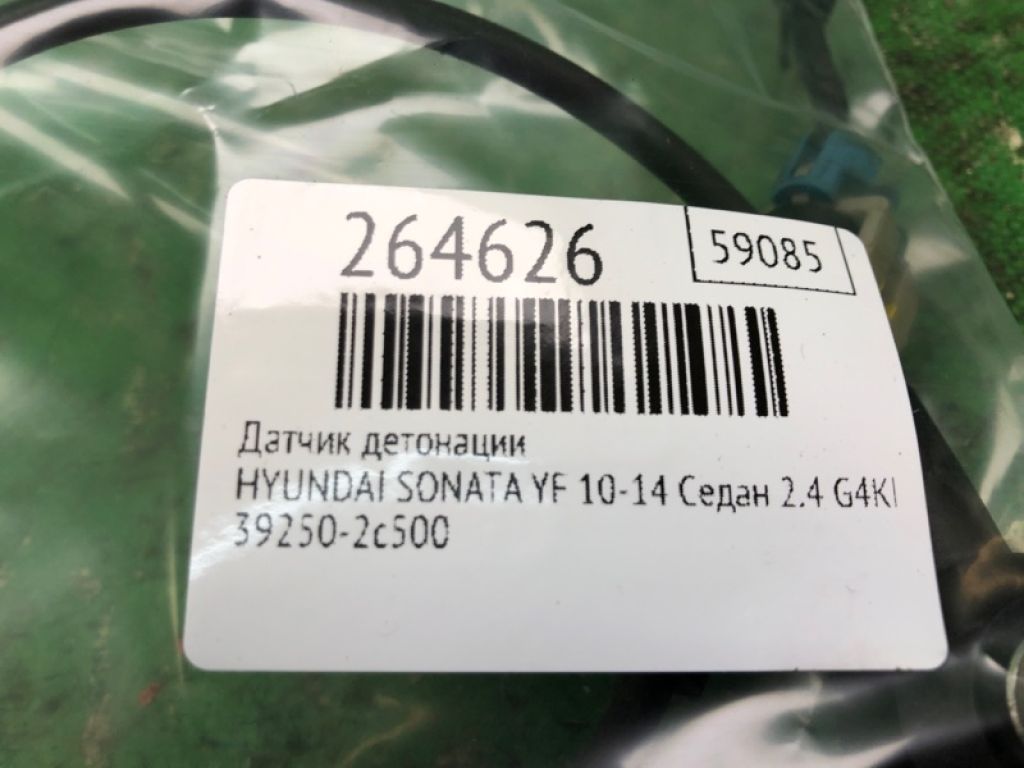 264626
59085
Датчик детонации
HYUNDAI SONATA YF 10-14 Седан 2.4 G4KI
39250-2c500